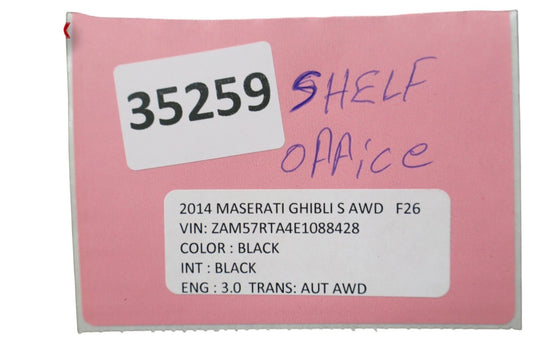 35259
SHELF
OFFice
2014 MASERATI GHIBLI S AWD F26
VIN: ZAM57RTA4E1088428
COLOR : BLACK
INT : BLACK
ENG : 3.0 TRANS: AUT AWD